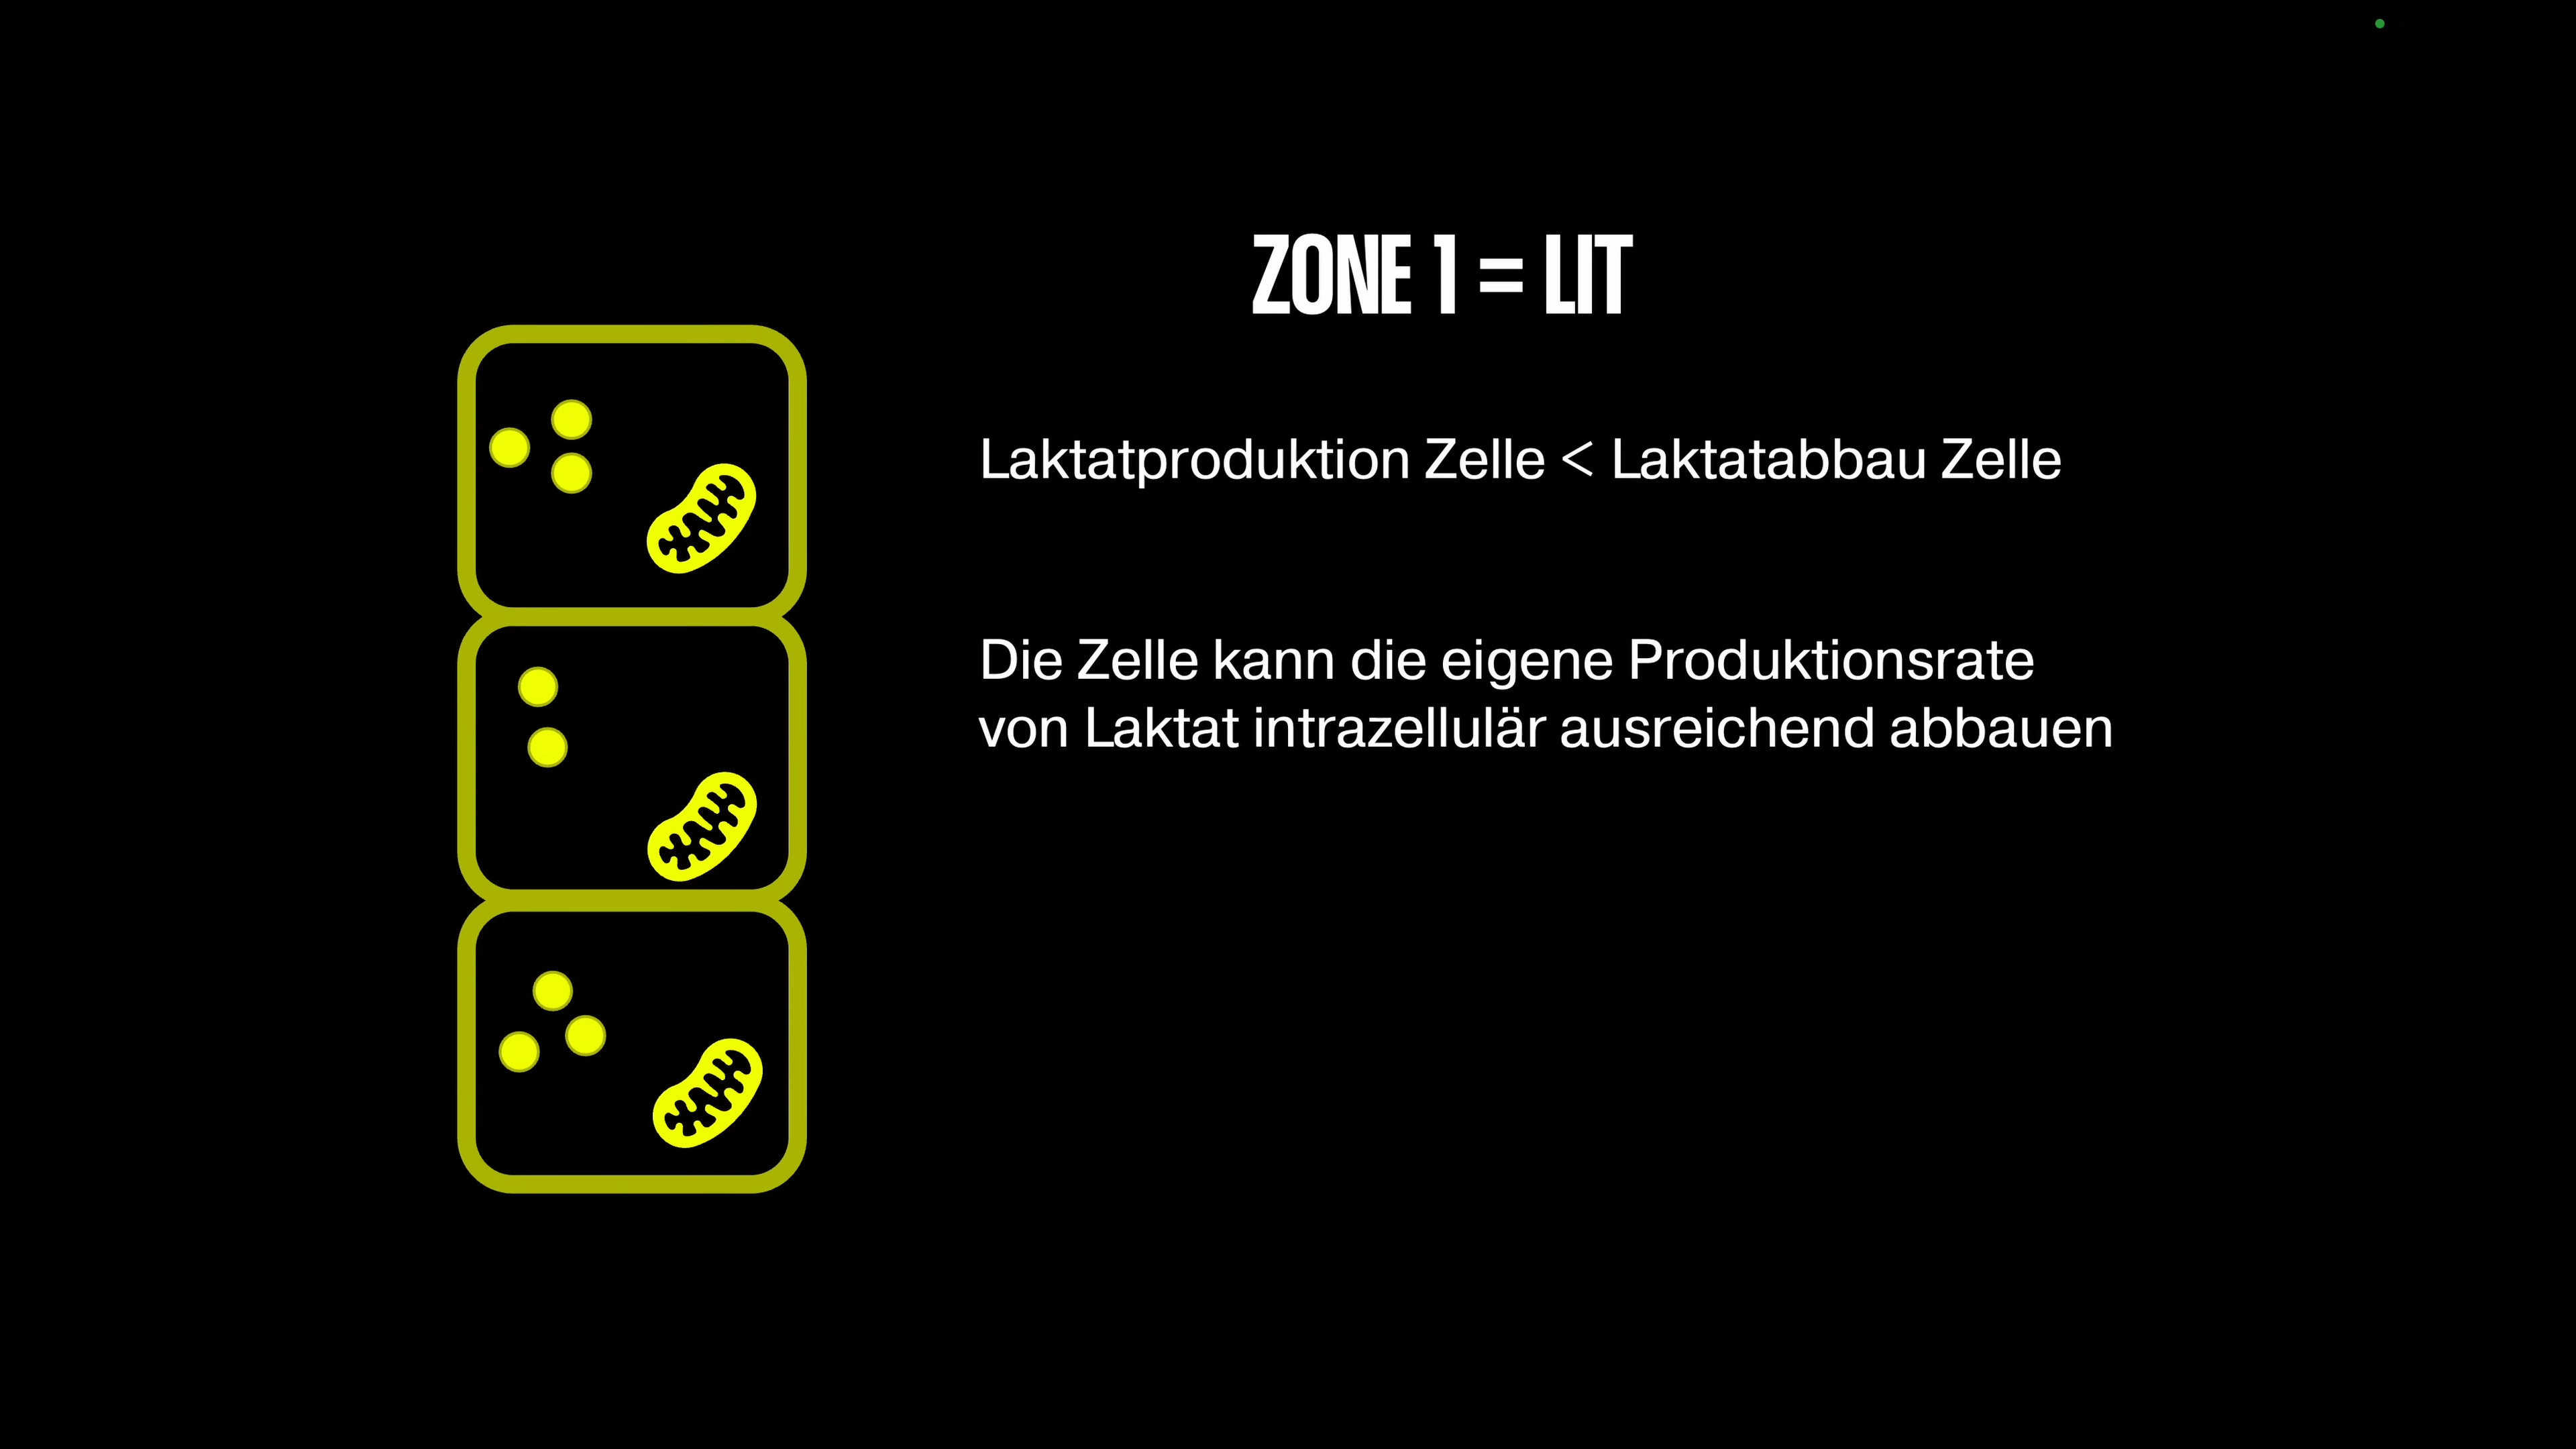 ZONE 1 = LIT
Laktatproduktion Zelle < Laktatabbau Zelle
Die Zelle kann die eigene Produktionsrate
von Laktat intrazellulär ausreichend abbauen